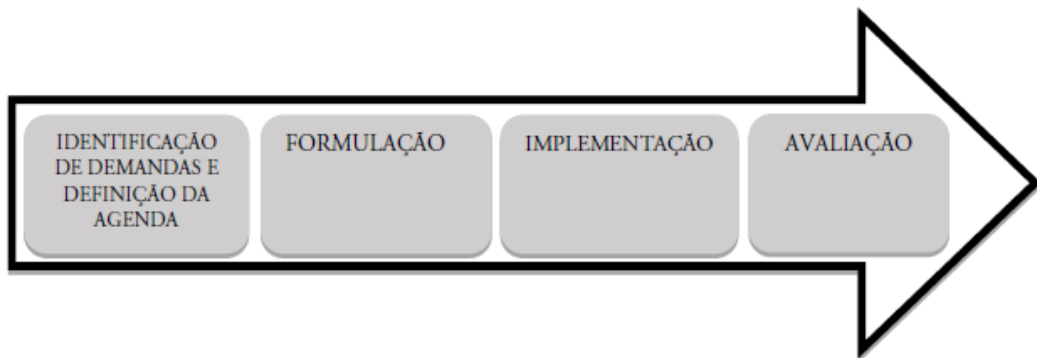 IDENTIFICAÇÃO
DE DEMANDAS E
DEFINIÇÃO DA
AGENDA
FORMULAÇÃO
IMPLEMENTAÇÃO
AVALIAÇÃO